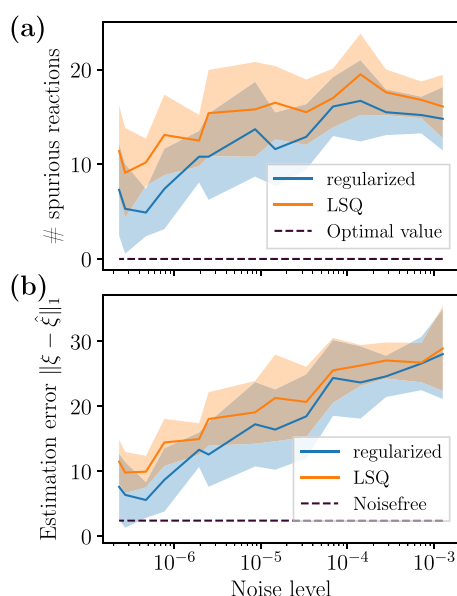 (a)
# spurious reactions
20
10
0
regularized
LSQ
Optimal value
(b)
Estimation error ‖ξ − ξ̂‖₁
30
20
10
0
regularized
LSQ
Noisefree
10⁻⁶ 10⁻⁵ 10⁻⁴ 10⁻³
Noise level